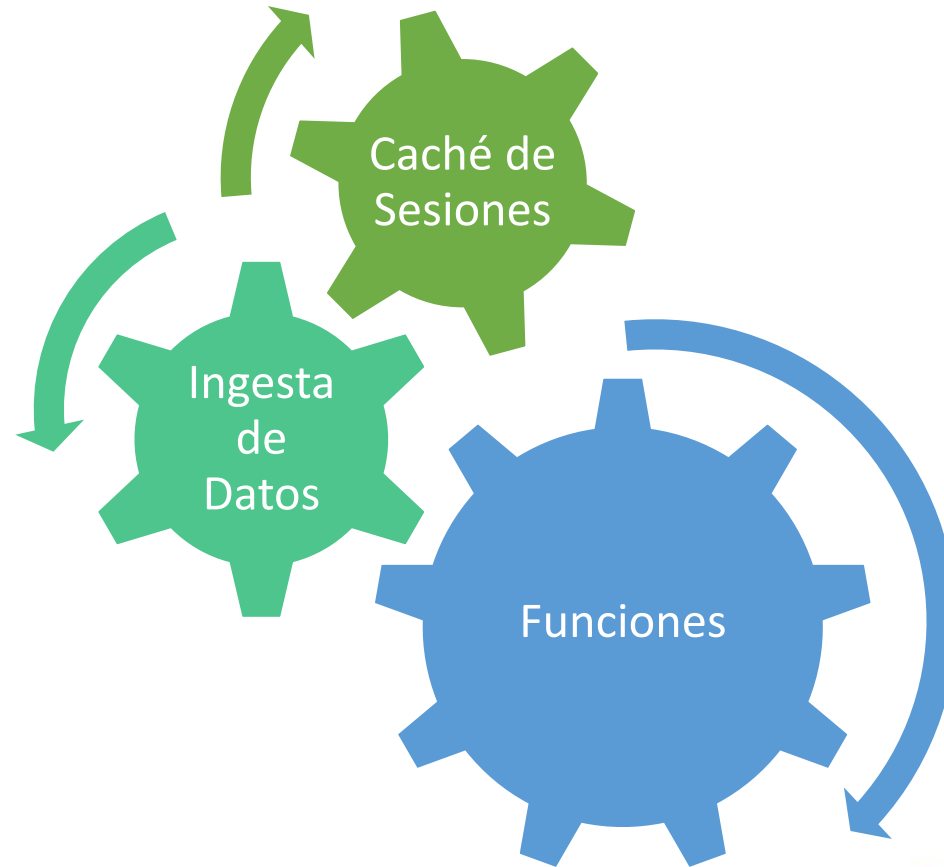 Caché de
Sesiones
Ingesta
de
Datos
Funciones